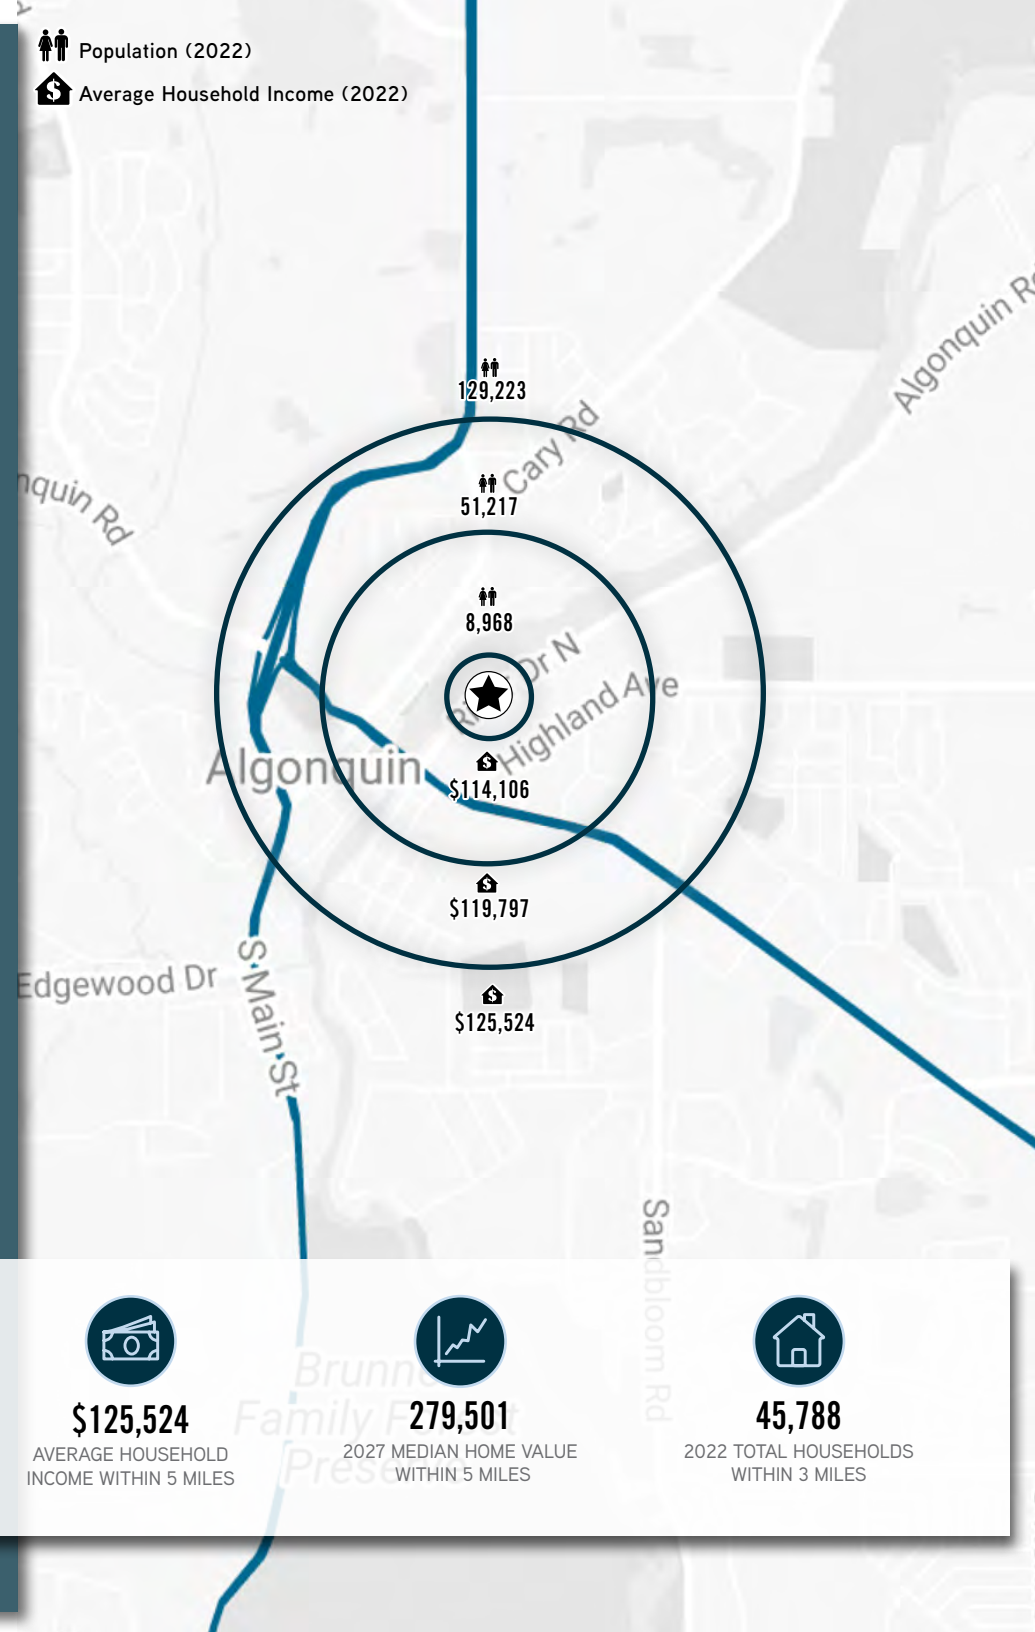 Population (2022)
Average Household Income (2022)
Algonquin Rd
129,223
Cary Rd
51,217
nquin Rd
8,968
Dr N
Highland Ave
Algonquin
$114,106
$119,797
S Main St
Edgewood Dr
$125,524
Sandbloom Rd
Family
$125,524
AVERAGE HOUSEHOLD
INCOME WITHIN 5 MILES
279,501
2027 MEDIAN HOME VALUE
WITHIN 5 MILES
45,788
2022 TOTAL HOUSEHOLDS
WITHIN 3 MILES